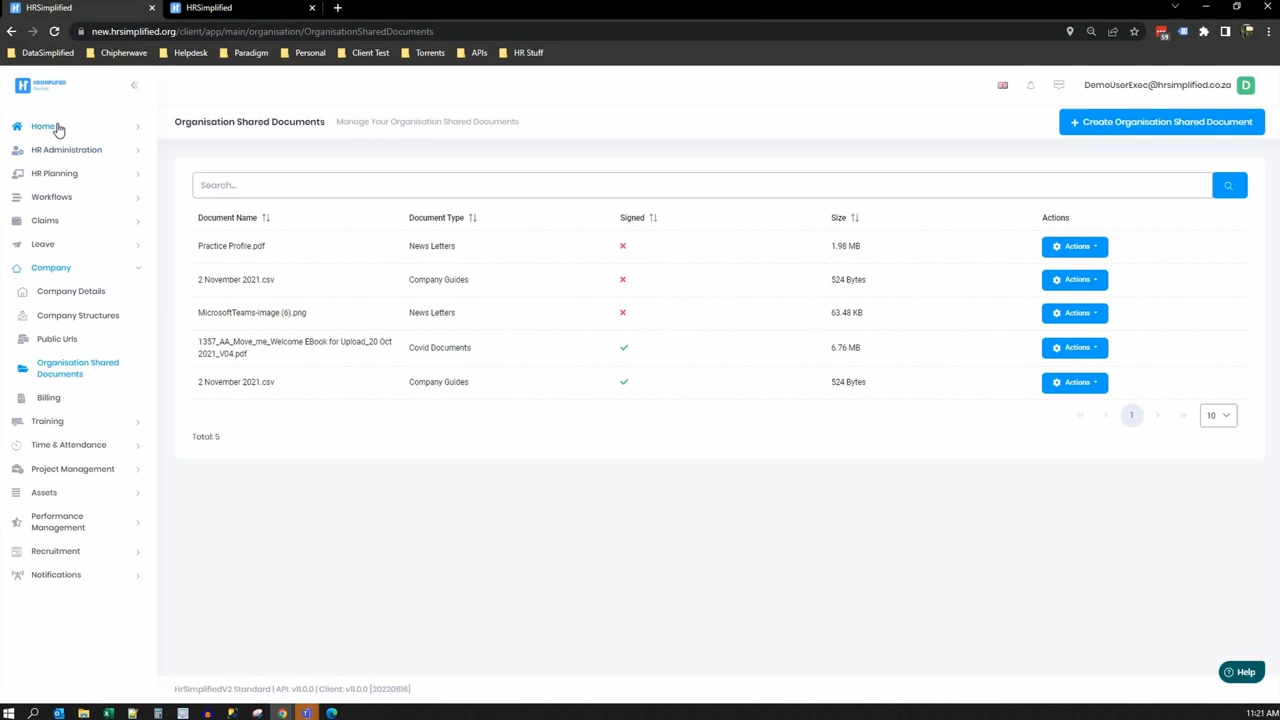 HRSimplified
HRSimplified
new.hrsimplified.org/client/app/main/organisation/OrganisationSharedDocuments
59
DataSimplified
Chipherwave
Helpdesk
Paradigm
Personal
Client Test
Torrents
APIs
HR Stuff
HRSIMPLIFIED
DemoUserExec@hrsimplified.co.za
D
Home
HR Administration
HR Planning
Workflows
Claims
Leave
Company
Company Details
Company Structures
Public Urls
Organisation Shared
Documents
Billing
Training
Time & Attendance
Project Management
Assets
Performance
Management
Recruitment
Notifications
Organisation Shared Documents Manage Your Organisation Shared Documents
+ Create Organisation Shared Document
Search...
Document Name Document Type Signed Size Actions
Practice Profile.pdf News Letters 1.98 MB Actions
2 November 2021.csv Company Guides 524 Bytes Actions
MicrosoftTeams-image (6).png News Letters 63.48 KB Actions
1357_AA_Move_me_Welcome EBook for Upload_20 Oct
2021_V04.pdf Covid Documents 6.76 MB Actions
2 November 2021.csv Company Guides 524 Bytes Actions
1 10
Total: 5
Help
HrSimplifiedV2 Standard | API: v11.0.0 | Client: v11.0.0 [20220816]
11:21 AM